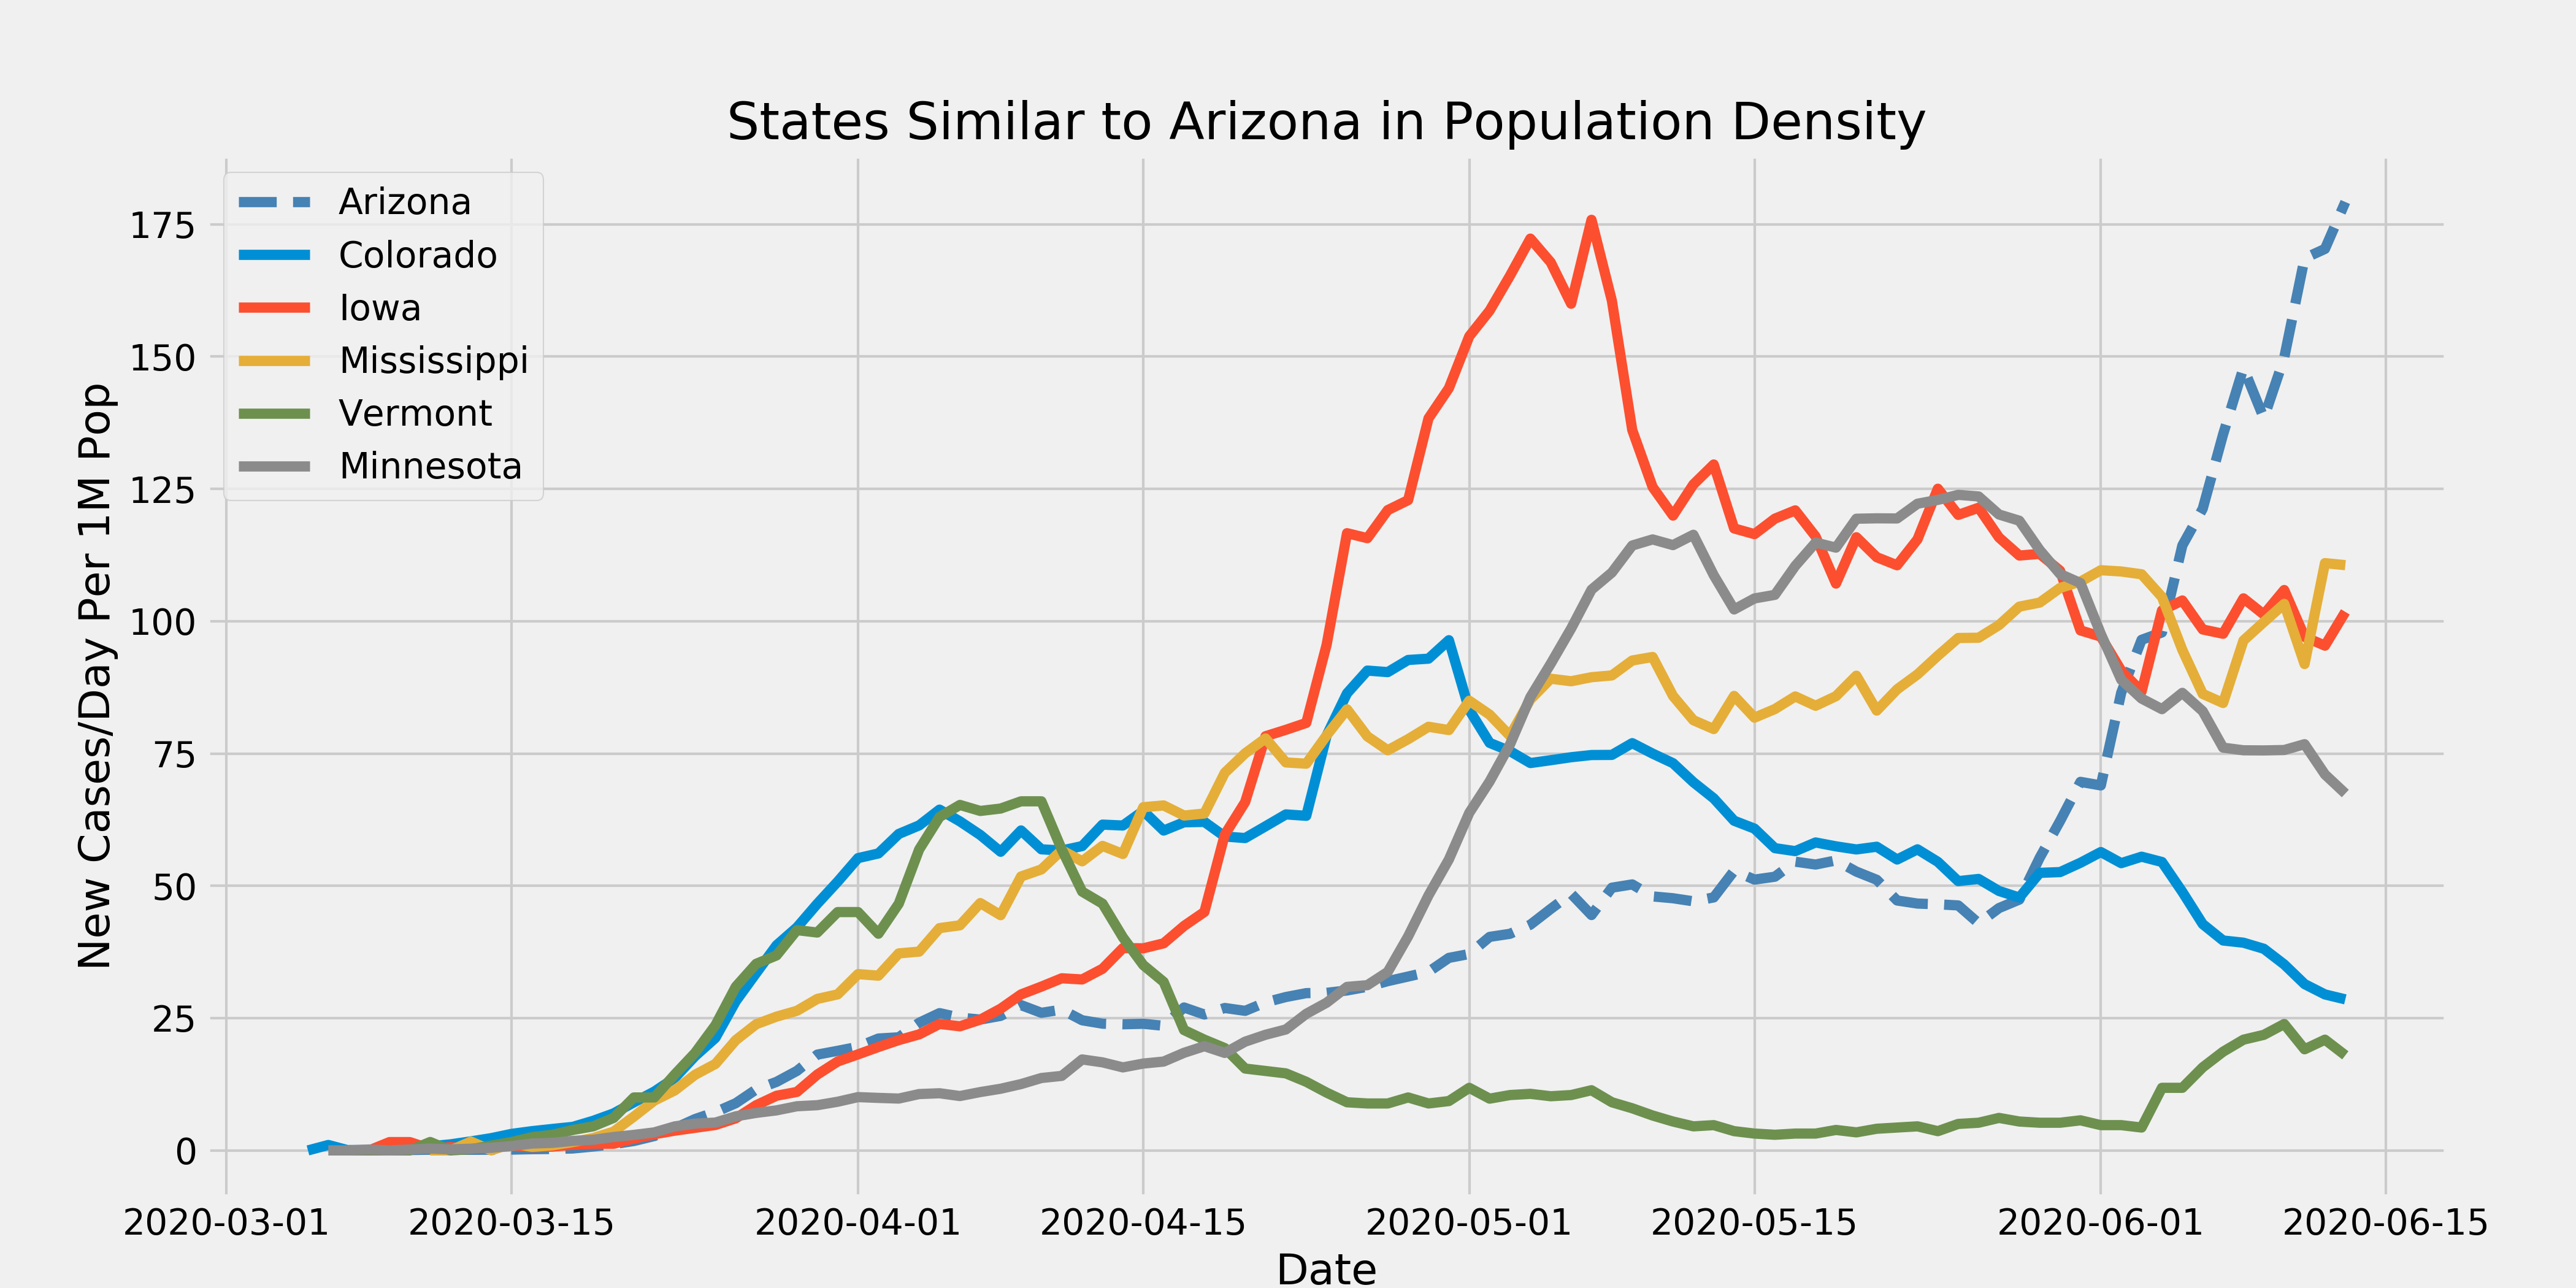 States Similar to Arizona in Population Density
Arizona
Colorado
Iowa
Mississippi
Vermont
Minnesota
New Cases/Day Per 1M Pop
175
150
125
100
75
50
25
0
2020-03-01
2020-03-15
2020-04-01
2020-04-15
2020-05-01
2020-05-15
2020-06-01
2020-06-15
Date